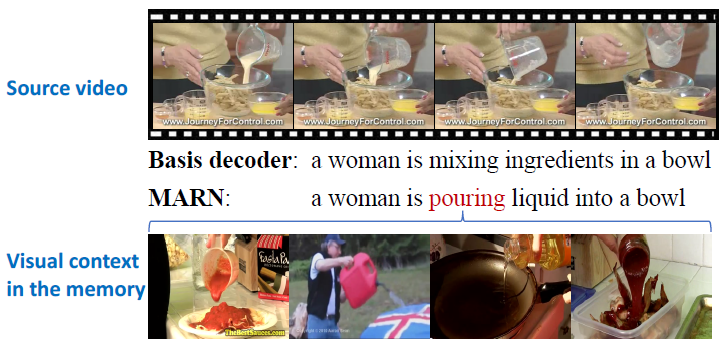 Source video
www.JourneyForControl.com
www.JourneyForControl.com
www.JourneyForControl.com
www.JourneyForControl.com
Basis decoder: a woman is mixing ingredients in a bowl
MARN: a woman is pouring liquid into a bowl
Visual context
in the memory
TheBestSauces.com